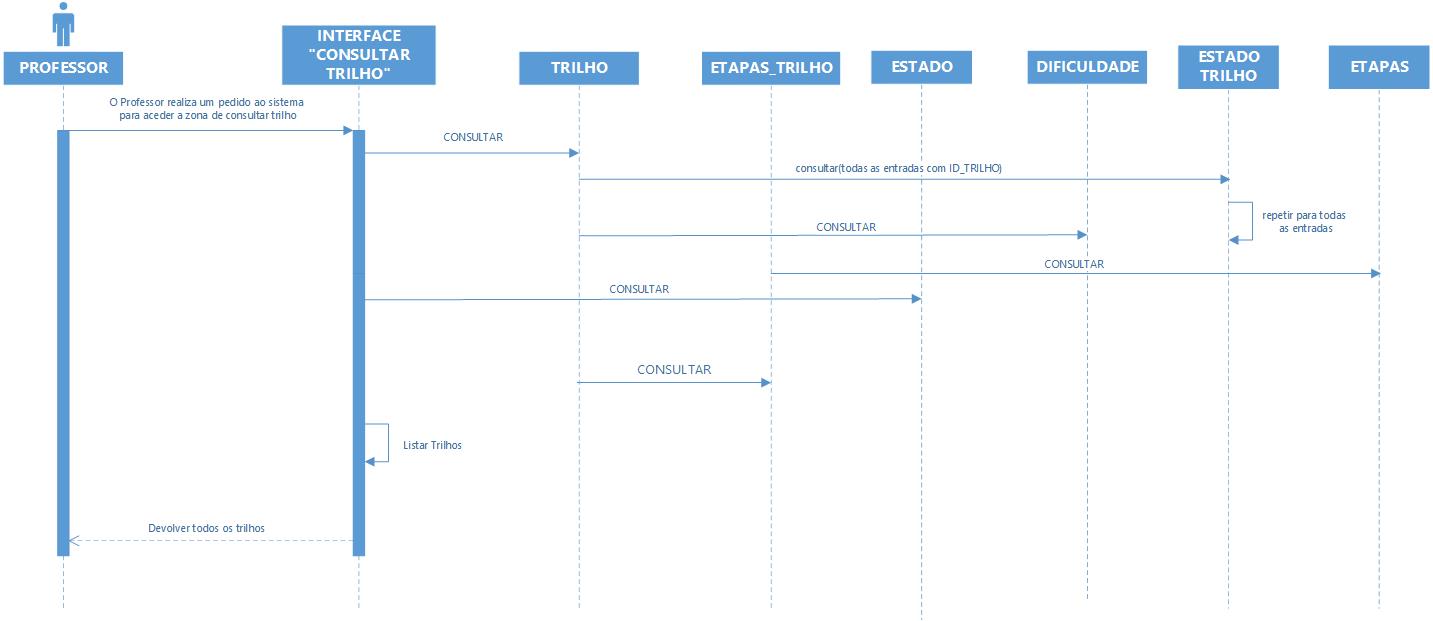 PROFESSOR
INTERFACE
"CONSULTAR
TRILHO"
TRILHO
ETAPAS_TRILHO
ESTADO
DIFICULDADE
ESTADO
TRILHO
ETAPAS
O Professor realiza um pedido ao sistema
para aceder a zona de consultar trilho
CONSULTAR
consultar(todas as entradas com ID_TRILHO)
repetir para todas
as entradas
CONSULTAR
CONSULTAR
CONSULTAR
CONSULTAR
Listar Trilhos
Devolver todos os trilhos